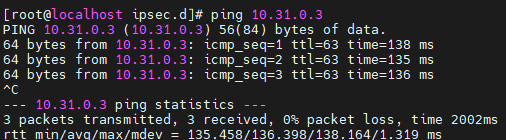 [root@localhost ipsec.d]# ping 10.31.0.3
PING 10.31.0.3 (10.31.0.3) 56(84) bytes of data.
64 bytes from 10.31.0.3: icmp_seq=1 ttl=63 time=138 ms
64 bytes from 10.31.0.3: icmp_seq=2 ttl=63 time=135 ms
64 bytes from 10.31.0.3: icmp_seq=3 ttl=63 time=136 ms
^C
--- 10.31.0.3 ping statistics ---
3 packets transmitted, 3 received, 0% packet loss, time 2002ms
rtt min/avg/max/mdev = 135.458/136.398/138.164/1.319 ms